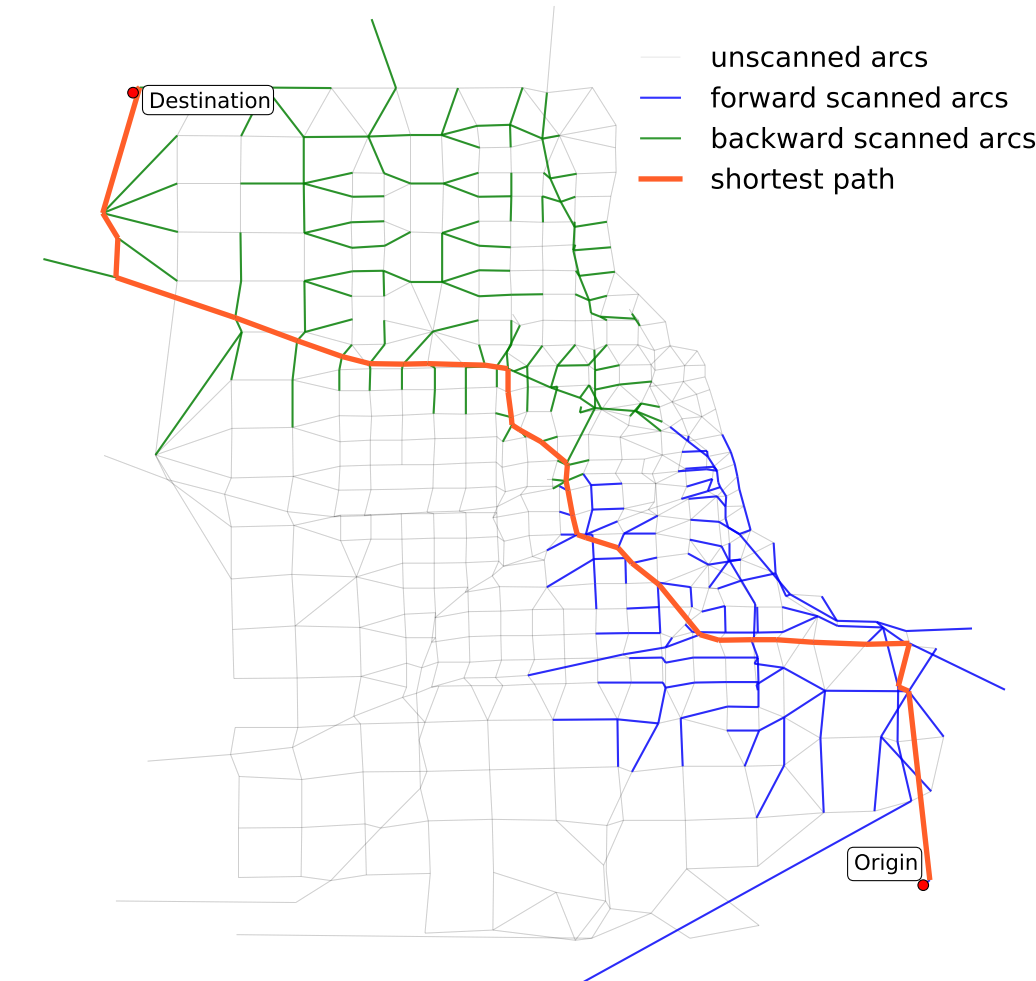 unscanned arcs
forward scanned arcs
backward scanned arcs
shortest path
Destination
Origin